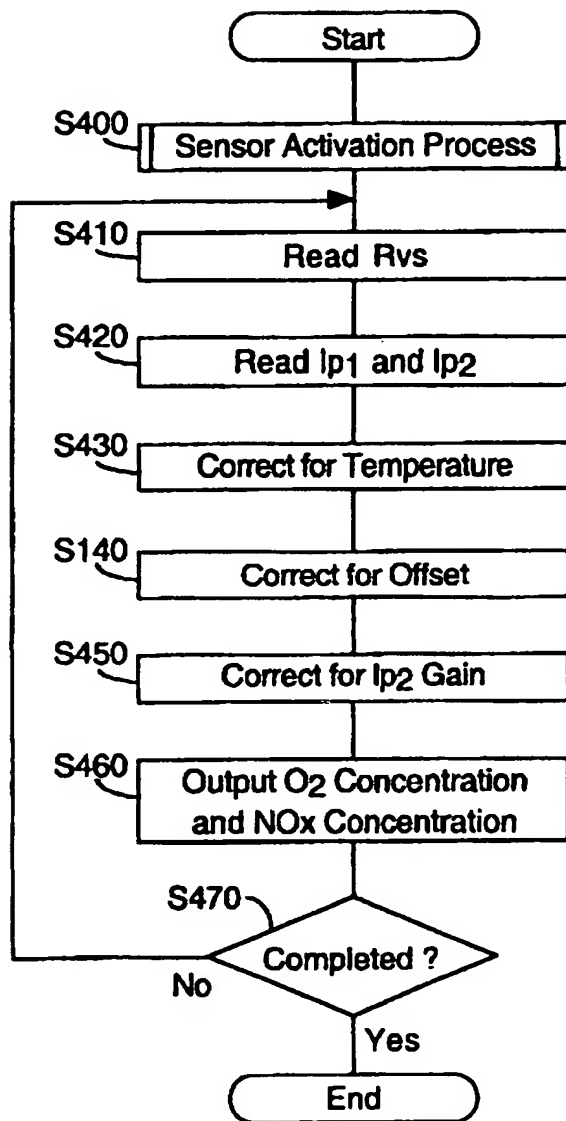 Start
S400
Sensor Activation Process
S410
Read Rvs
S420
Read Ip1 and Ip2
S430
Correct for Temperature
S140
Correct for Offset
S450
Correct for Ip2 Gain
S460
Output O2 Concentration
and NOx Concentration
S470
Completed ?
No
Yes
End